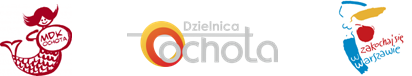 MDK
OCHOTA
Dzielnica
ochota
w
zakochaj się
Warszawie